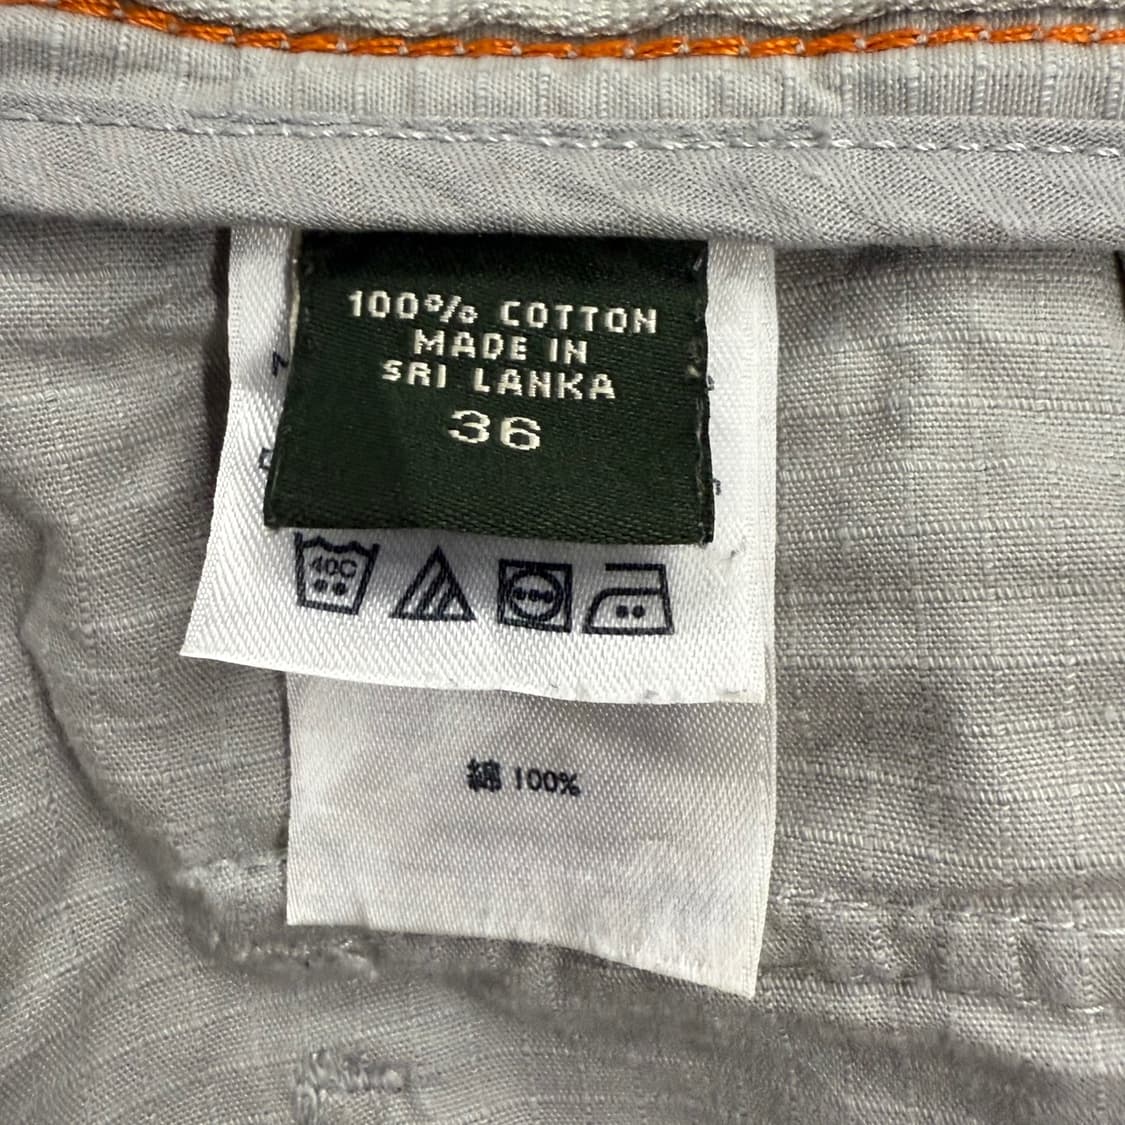 100% COTTON
MADE IN
SRI LANKA
36
40C
綿 100%